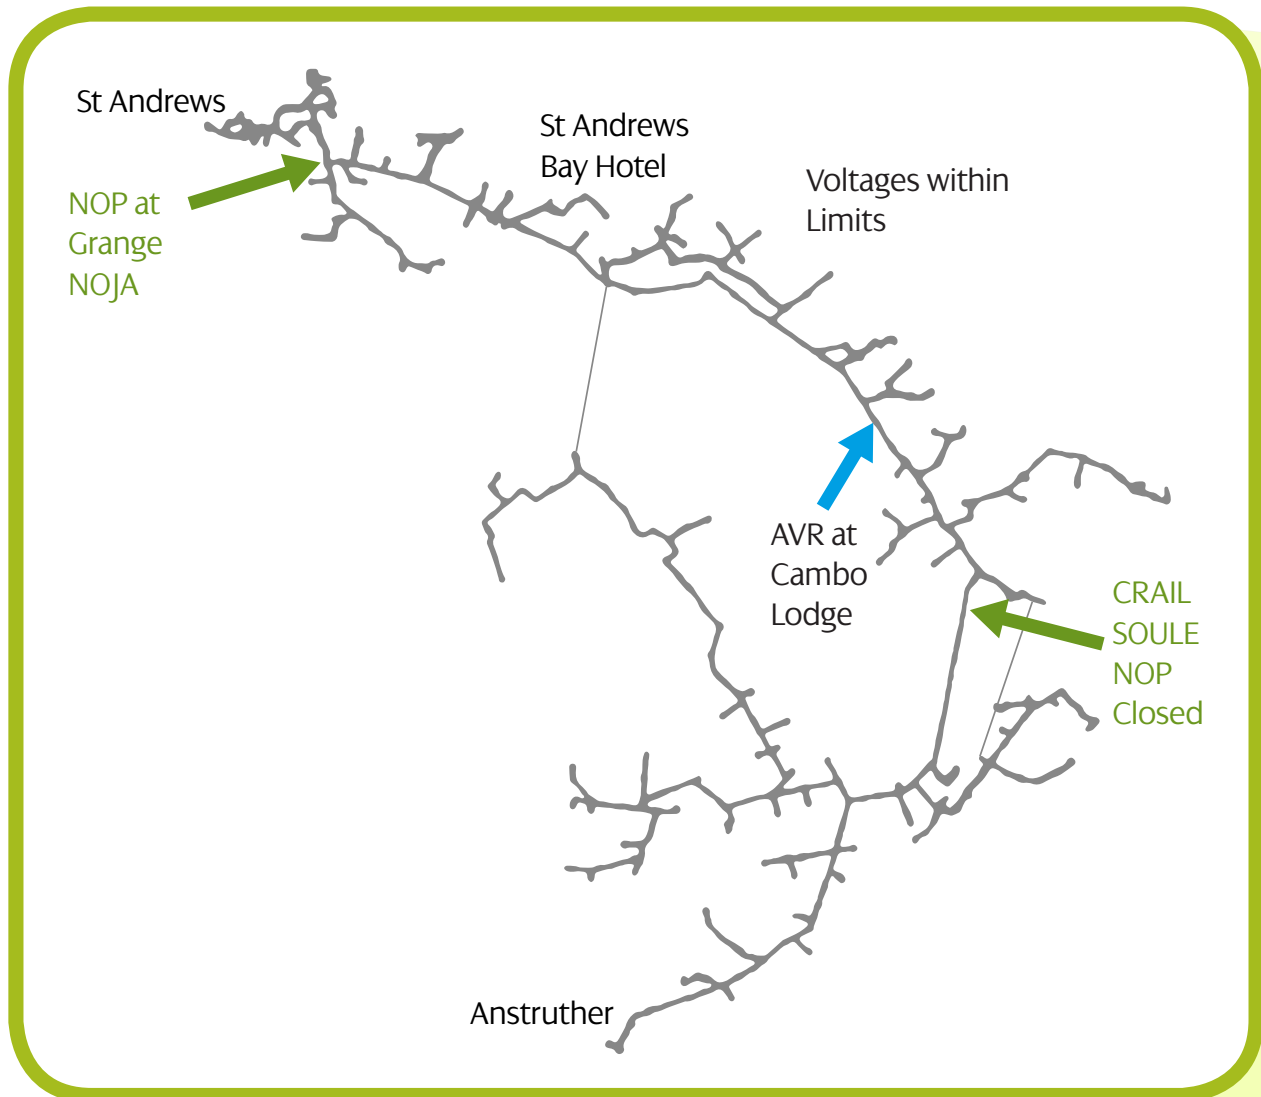 St Andrews
St Andrews
Bay Hotel
Voltages within
Limits
NOP at
Grange
NOJA
AVR at
Cambo
Lodge
CRAIL
SOULE
NOP
Closed
Anstruther